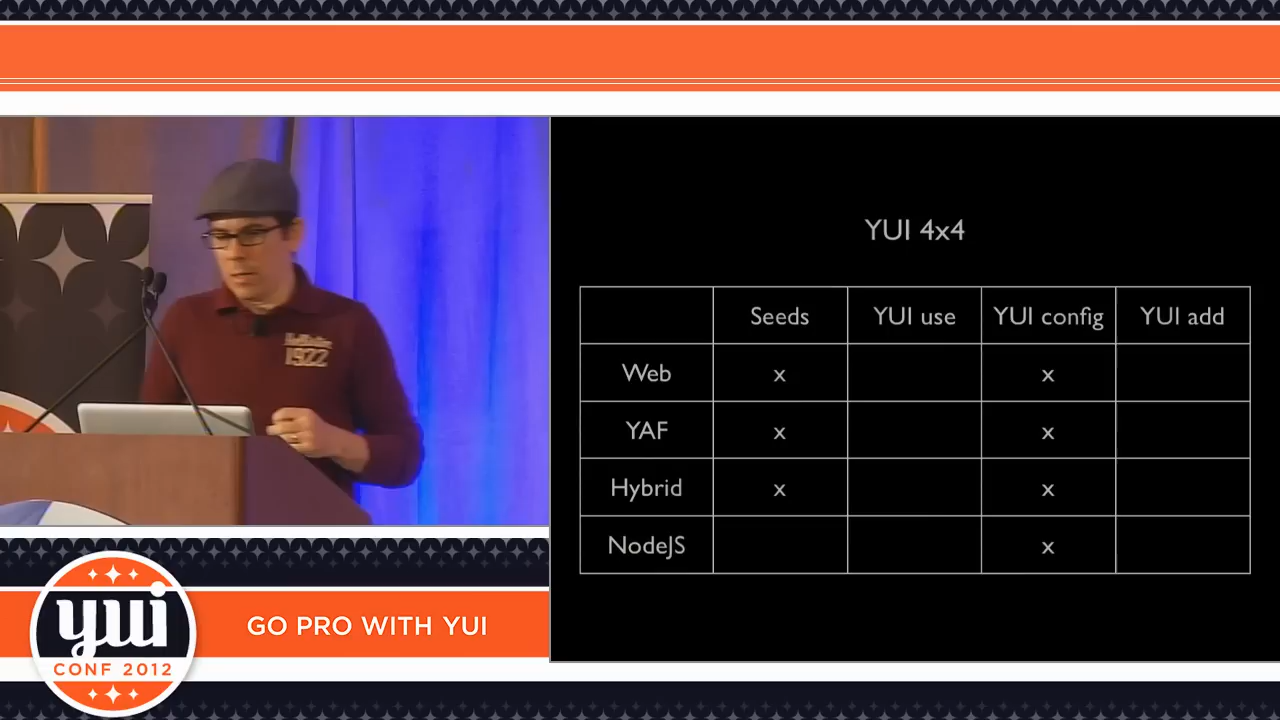 YUI 4x4
Seeds YUI use YUI config YUI add
Web x x
YAF x x
Hybrid x x
NodeJS x
1922
GO PRO WITH YUI
yui
CONF 2012